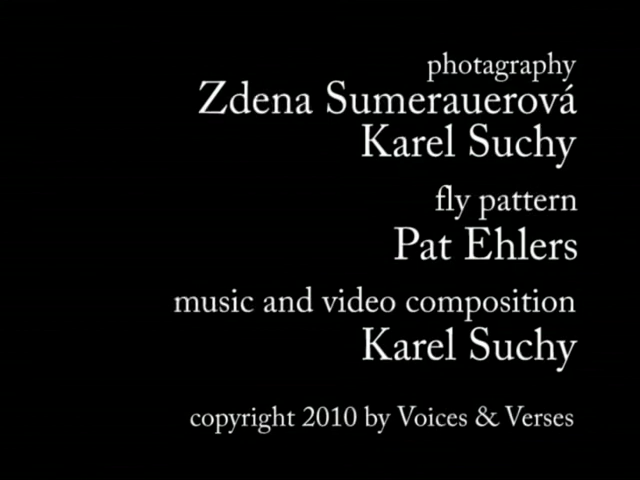 photagraphy
Zdena Sumerauerová
Karel Suchy
fly pattern
Pat Ehlers
music and video composition
Karel Suchy
copyright 2010 by Voices & Verses